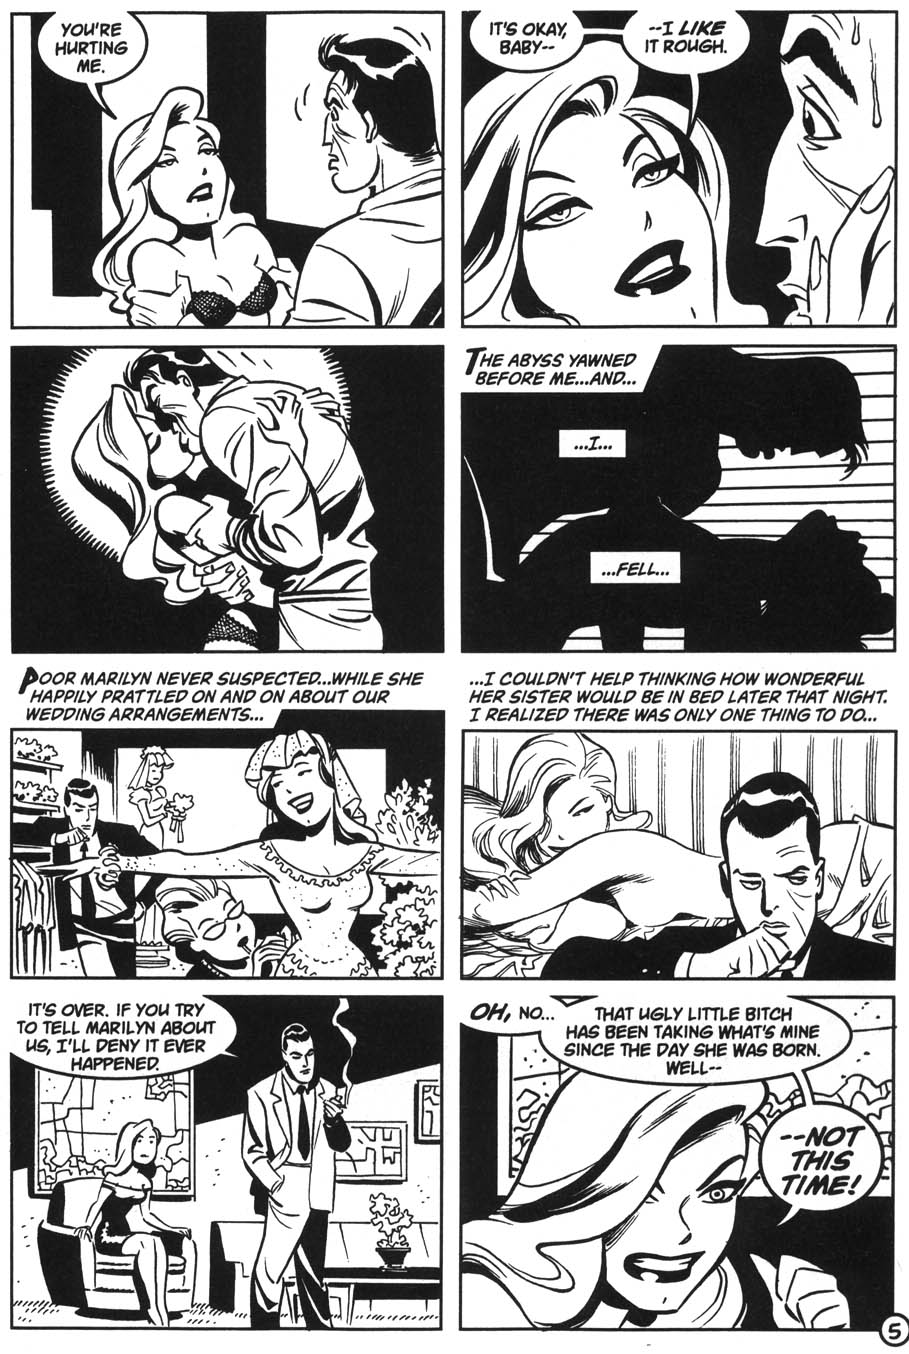 YOU'RE
HURTING
ME.
IT'S OKAY,
BABY--
--I LIKE
IT ROUGH.
THE ABYSS YAWNED
BEFORE ME...AND...
...I...
...FELL...
POOR MARILYN NEVER SUSPECTED...WHILE SHE
HAPPILY PRATTLED ON AND ON ABOUT OUR
WEDDING ARRANGEMENTS...
...I COULDN'T HELP THINKING HOW WONDERFUL
HER SISTER WOULD BE IN BED LATER THAT NIGHT.
I REALIZED THERE WAS ONLY ONE THING TO DO...
IT'S OVER. IF YOU TRY
TO TELL MARILYN ABOUT
US, I'LL DENY IT EVER
HAPPENED.
OH, NO...
THAT UGLY LITTLE BITCH
HAS BEEN TAKING WHAT'S MINE
SINCE THE DAY SHE WAS BORN.
WELL--
--NOT
THIS
TIME!
5